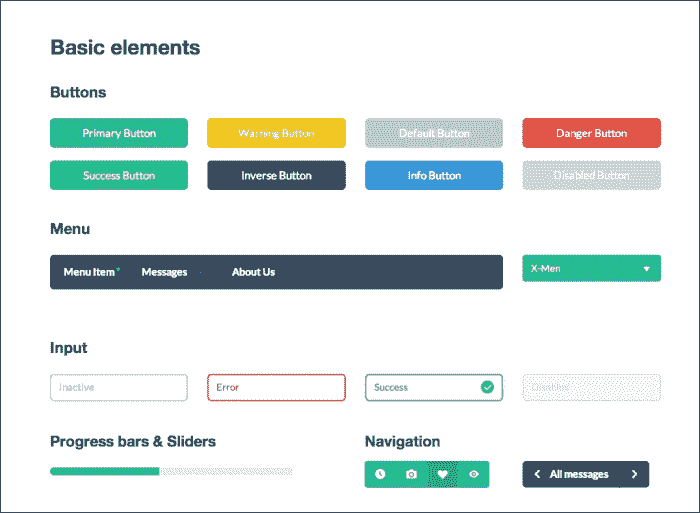 Basic elements
Buttons
Primary Button
Warning Button
Default Button
Danger Button
Success Button
Inverse Button
Info Button
Disabled Button
Menu
Menu Item
Messages
About Us
X-Men
Input
Inactive
Error
Success
Disabled
Progress bars & Sliders
Navigation
All messages